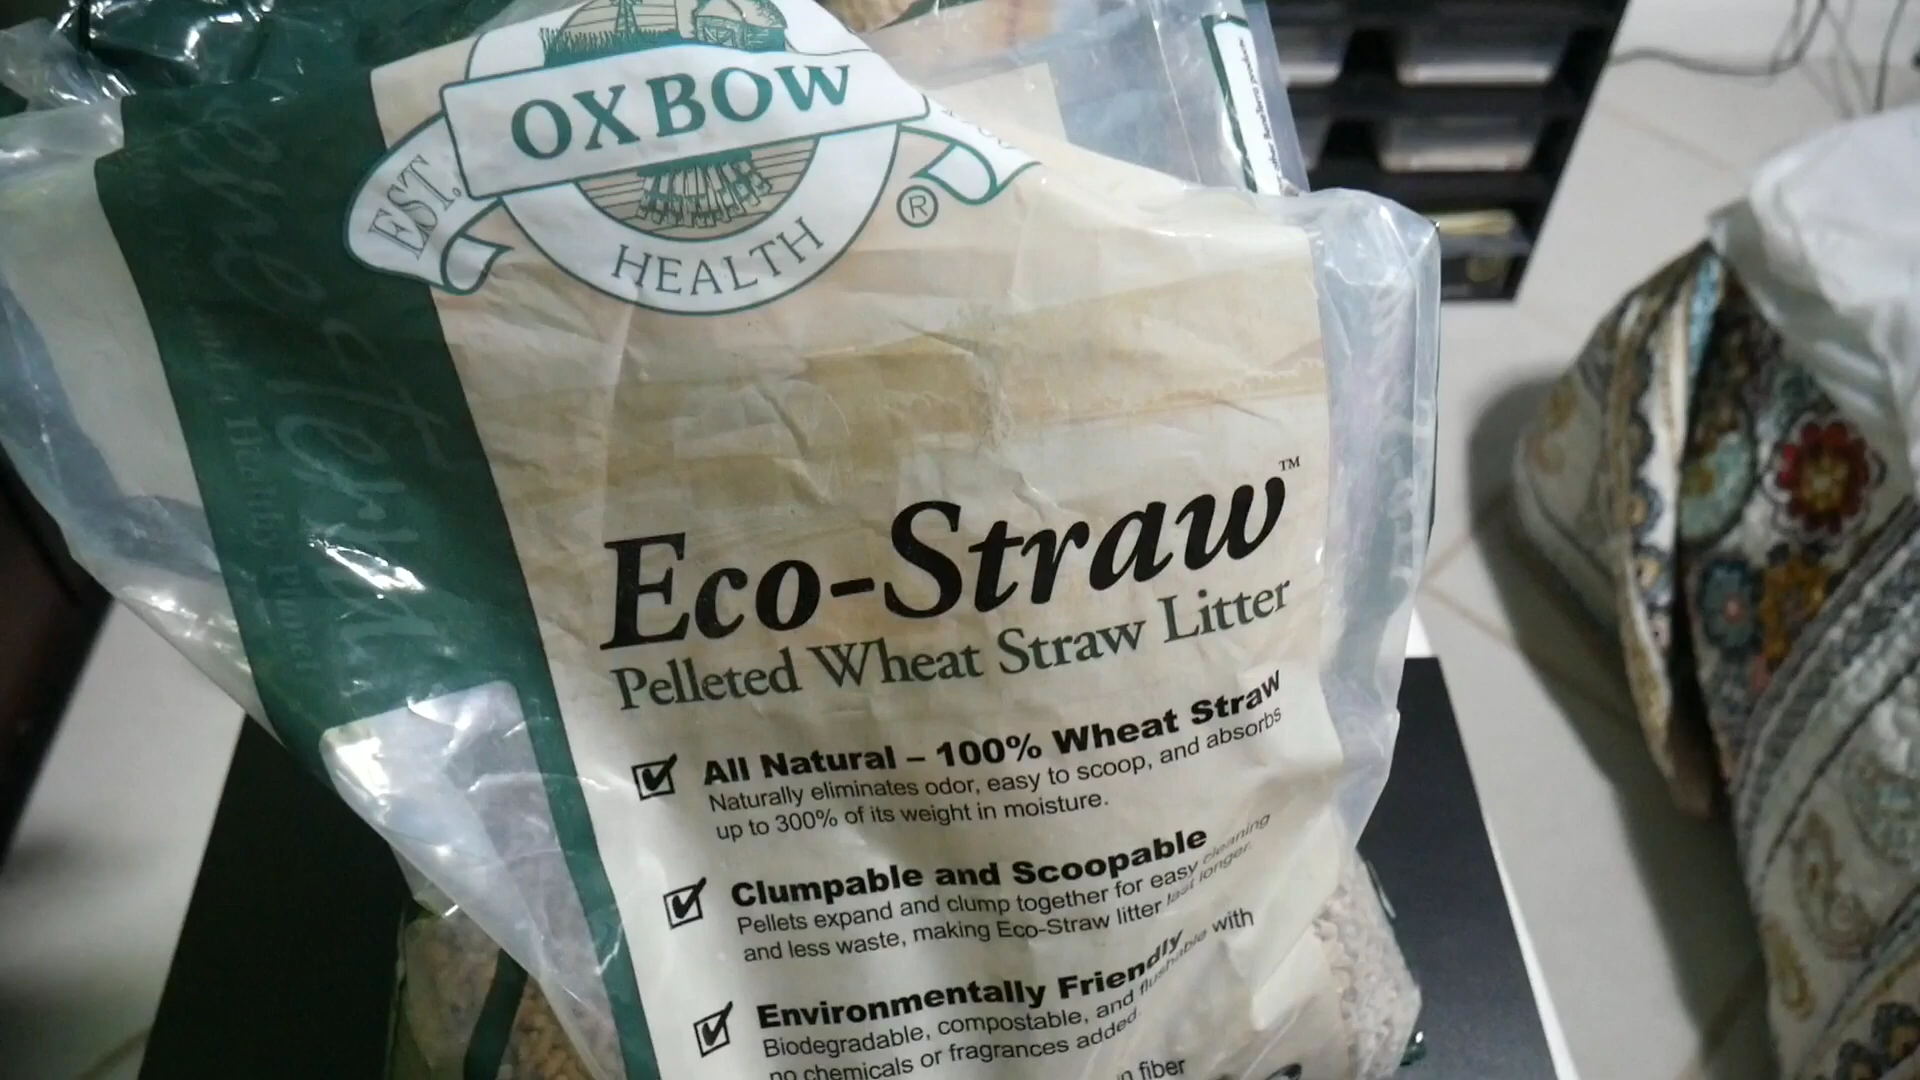 OXBOW
EST.
HEALTH
®
Eco-Straw™
Pelleted Wheat Straw Litter
All Natural – 100% Wheat Straw
Naturally eliminates odor, easy to scoop, and absorbs
up to 300% of its weight in moisture.
Clumpable and Scoopable
Pellets expand and clump together for easy cleaning
and less waste, making Eco-Straw litter last longer.
Environmentally Friendly
Biodegradable, compostable, and flushable with
no chemicals or fragrances added.
fiber